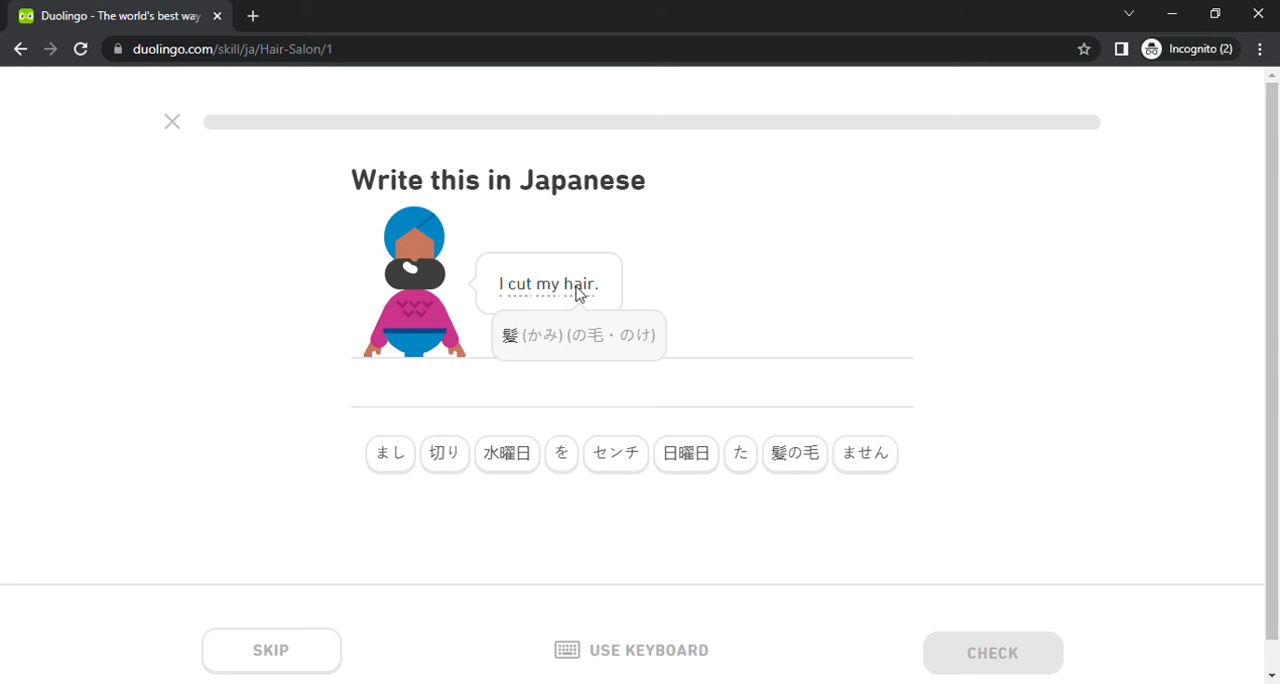 Duolingo - The world's best way
duolingo.com/skill/ja/Hair-Salon/1
Incognito (2)
Write this in Japanese
I cut my hair.
髪 (かみ) (の毛・のけ)
まし 切り 水曜日 を センチ 日曜日 た 髪の毛 ません
SKIP
USE KEYBOARD
CHECK